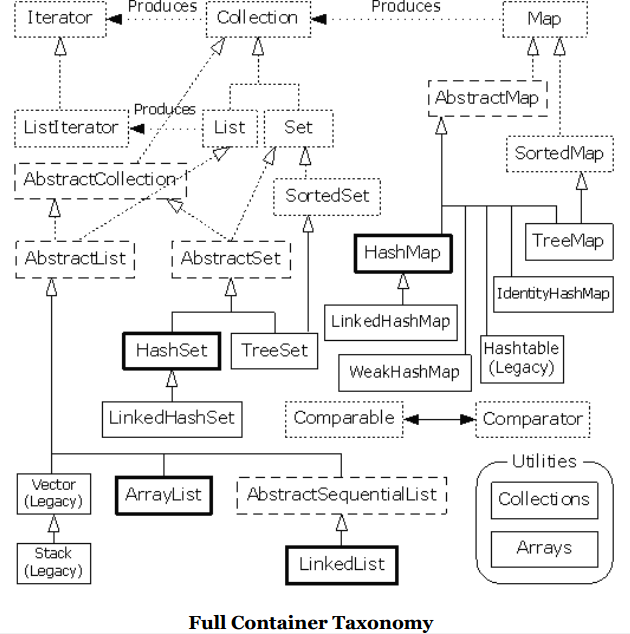 Iterator
Produces
Collection
Produces
Map
AbstractMap
ListIterator
Produces
List
Set
SortedMap
AbstractCollection
SortedSet
AbstractList
AbstractSet
HashMap
TreeMap
IdentityHashMap
LinkedHashMap
HashSet
TreeSet
WeakHashMap
Hashtable
(Legacy)
LinkedHashSet
Comparable
Comparator
Utilities
Vector
(Legacy)
ArrayList
AbstractSequentialList
Collections
Stack
(Legacy)
LinkedList
Arrays
Full Container Taxonomy